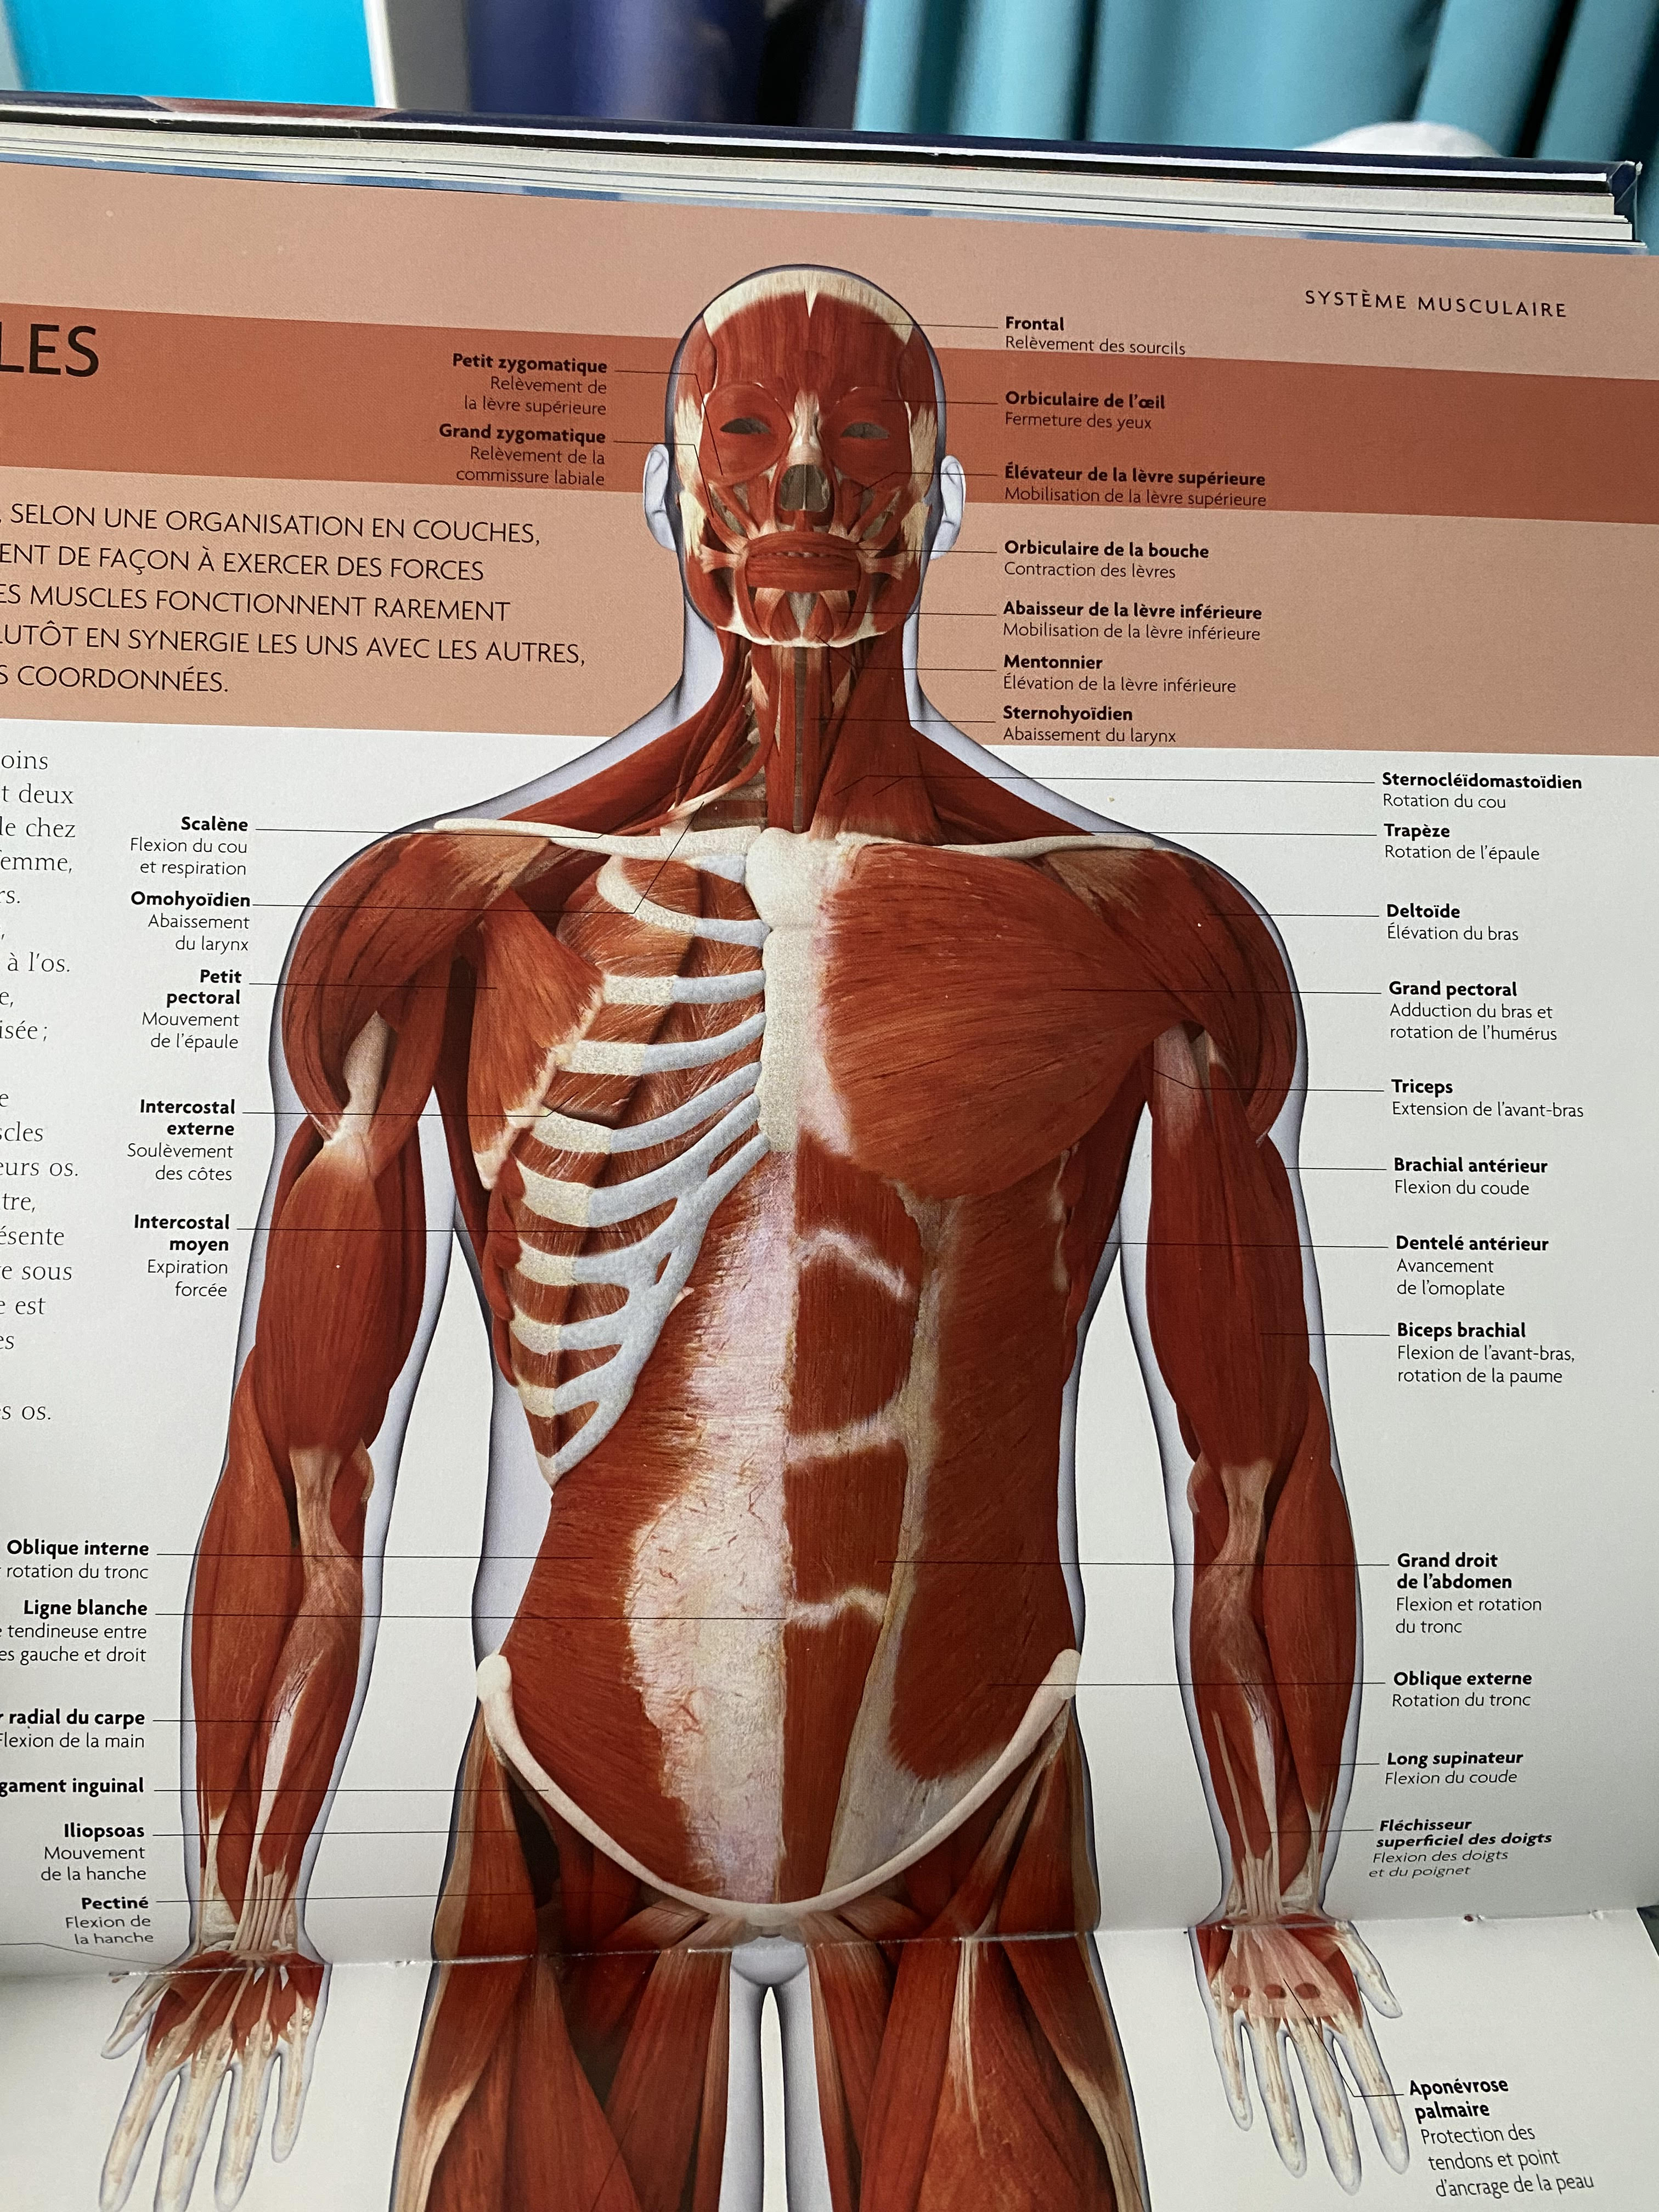 SYSTÈME MUSCULAIRE
LES
SELON UNE ORGANISATION EN COUCHES,
ENT DE FAÇON À EXERCER DES FORCES
ES MUSCLES FONCTIONNENT RAREMENT
LUTÔT EN SYNERGIE LES UNS AVEC LES AUTRES,
S COORDONNÉES.
oins
t deux
le chez
emme,
rs.
,
à l'os.
e,
isée ;
e
scles
eurs os.
tre,
ésente
e sous
e est
es
s os.
Petit zygomatique
Relèvement de
la lèvre supérieure
Grand zygomatique
Relèvement de la
commissure labiale
Frontal
Relèvement des sourcils
Orbiculaire de l'œil
Fermeture des yeux
Élévateur de la lèvre supérieure
Mobilisation de la lèvre supérieure
Orbiculaire de la bouche
Contraction des lèvres
Abaisseur de la lèvre inférieure
Mobilisation de la lèvre inférieure
Mentonnier
Élévation de la lèvre inférieure
Sternohyoïdien
Abaissement du larynx
Scalène
Flexion du cou
et respiration
Omohyoïdien
Abaissement
du larynx
Petit
pectoral
Mouvement
de l'épaule
Intercostal
externe
Soulèvement
des côtes
Intercostal
moyen
Expiration
forcée
Oblique interne
rotation du tronc
Ligne blanche
e tendineuse entre
es gauche et droit
r radial du carpe
Flexion de la main
gament inguinal
Iliopsoas
Mouvement
de la hanche
Pectiné
Flexion de
la hanche
Sternocléïdomastoïdien
Rotation du cou
Trapèze
Rotation de l'épaule
Deltoïde
Élévation du bras
Grand pectoral
Adduction du bras et
rotation de l'humérus
Triceps
Extension de l'avant-bras
Brachial antérieur
Flexion du coude
Dentelé antérieur
Avancement
de l'omoplate
Biceps brachial
Flexion de l'avant-bras,
rotation de la paume
Grand droit
de l'abdomen
Flexion et rotation
du tronc
Oblique externe
Rotation du tronc
Long supinateur
Flexion du coude
Fléchisseur
superficiel des doigts
Flexion des doigts
et du poignet
Aponévrose
palmaire
Protection des
tendons et point
d'ancrage de la peau